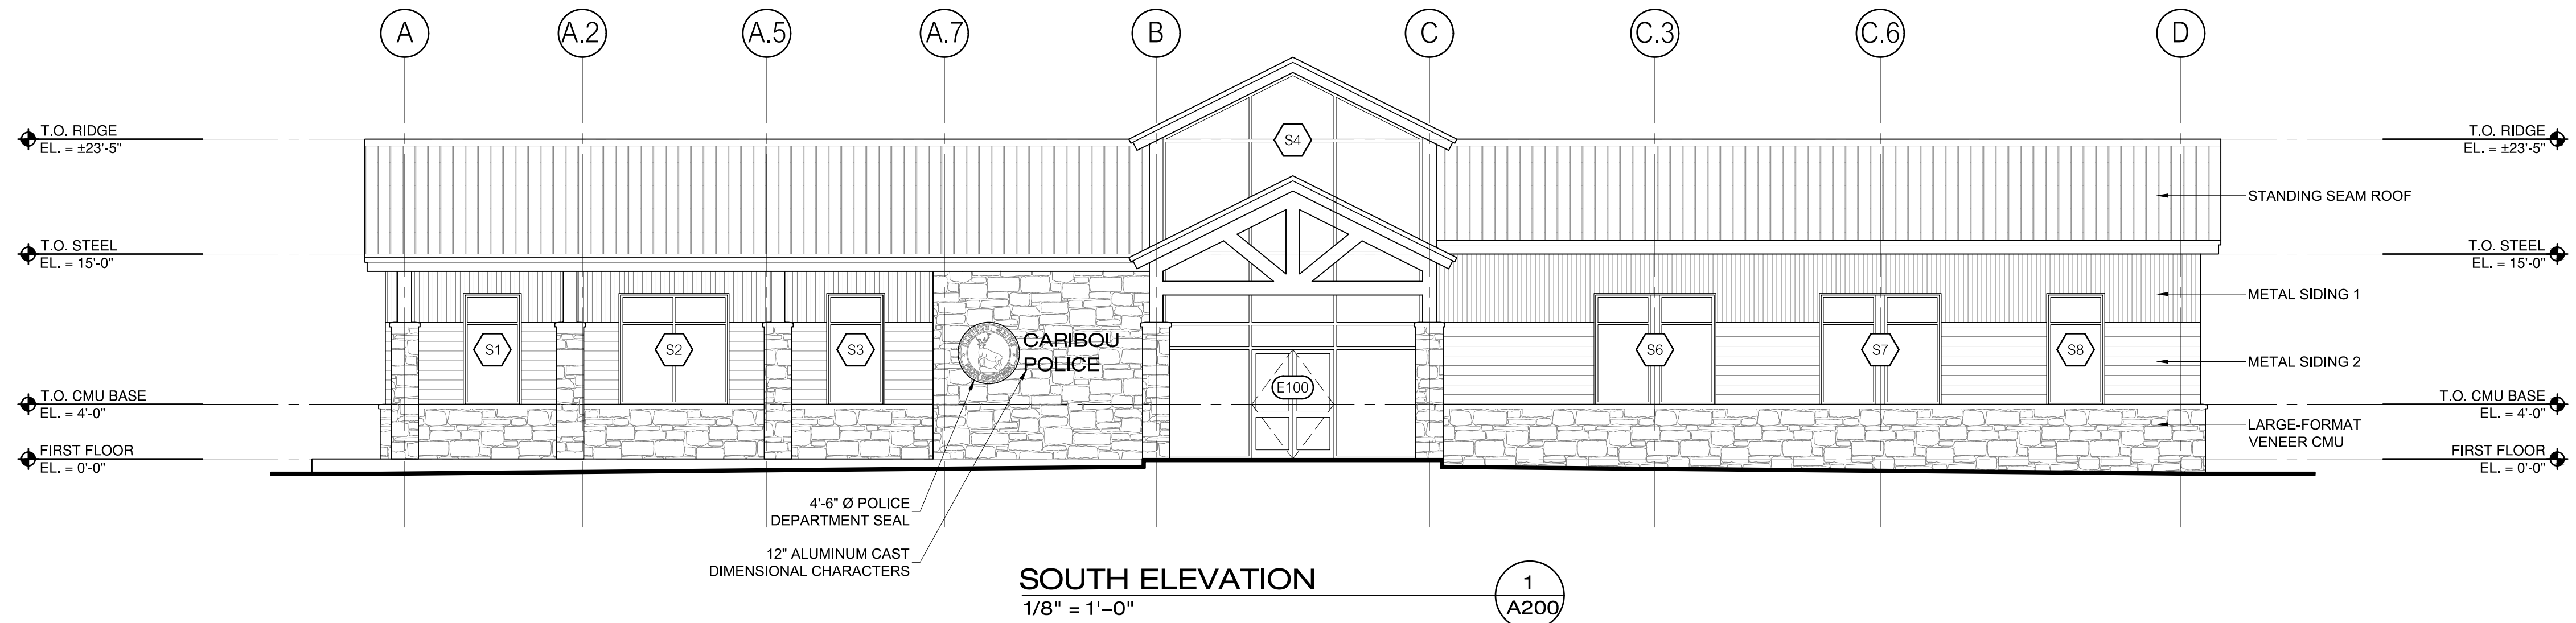 A
A.2
A.5
A.7
B
C
C.3
C.6
D
T.O. RIDGE
EL. = ±23'-5"
T.O. RIDGE
EL. = ±23'-5"
S4
STANDING SEAM ROOF
T.O. STEEL
EL. = 15'-0"
T.O. STEEL
EL. = 15'-0"
METAL SIDING 1
S1
S2
S3
CARIBOU
POLICE
S6
S7
S8
METAL SIDING 2
E100
T.O. CMU BASE
EL. = 4'-0"
T.O. CMU BASE
EL. = 4'-0"
LARGE-FORMAT
VENEER CMU
FIRST FLOOR
EL. = 0'-0"
FIRST FLOOR
EL. = 0'-0"
4'-6" Ø POLICE
DEPARTMENT SEAL
12" ALUMINUM CAST
DIMENSIONAL CHARACTERS
SOUTH ELEVATION
1/8" = 1'-0"
1
A200